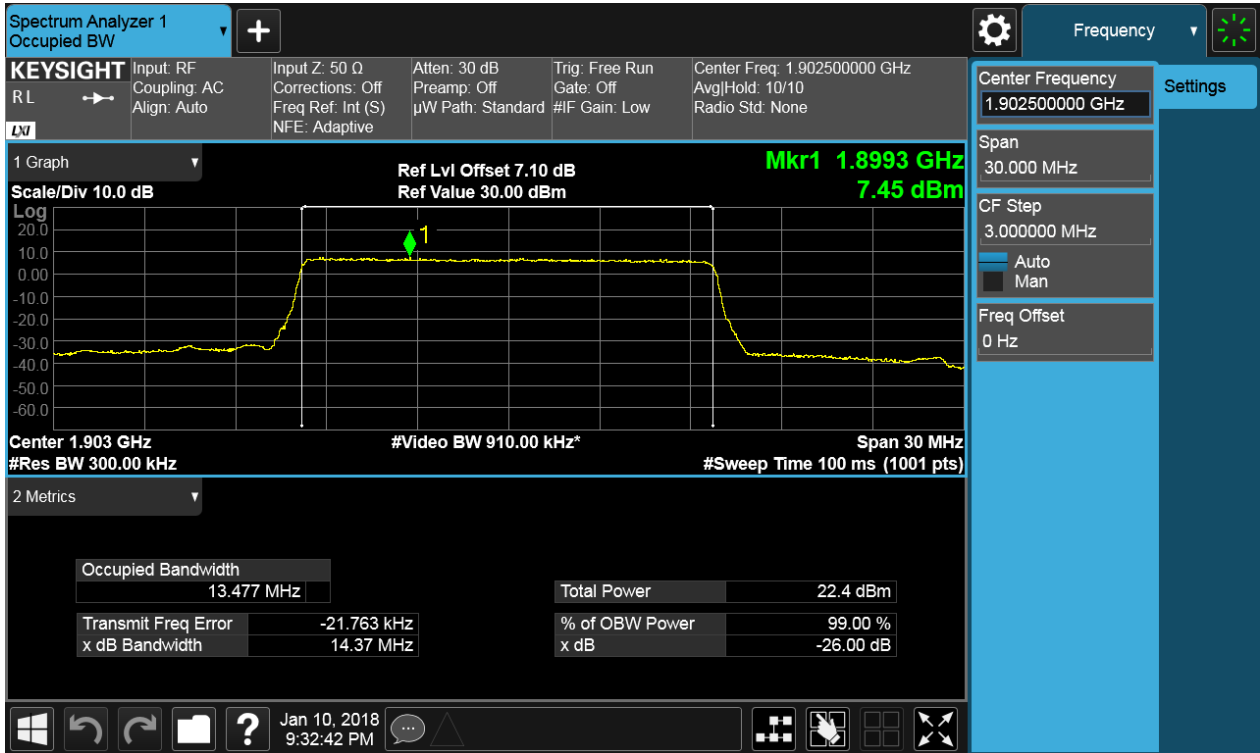 Spectrum Analyzer 1
Occupied BW
+
Frequency
KEYSIGHT
RL
LXI
Input: RF
Coupling: AC
Align: Auto
Input Z: 50 Ω
Corrections: Off
Freq Ref: Int (S)
NFE: Adaptive
Atten: 30 dB
Preamp: Off
µW Path: Standard
Trig: Free Run
Gate: Off
#IF Gain: Low
Center Freq: 1.902500000 GHz
Avg|Hold: 10/10
Radio Std: None
Center Frequency
1.902500000 GHz
Settings
Span
30.000 MHz
CF Step
3.000000 MHz
Auto
Man
Freq Offset
0 Hz
1 Graph
Scale/Div 10.0 dB
Ref Lvl Offset 7.10 dB
Ref Value 30.00 dBm
Mkr1 1.8993 GHz
7.45 dBm
Log
20.0
10.0
0.00
-10.0
-20.0
-30.0
-40.0
-50.0
-60.0
1
Center 1.903 GHz
#Res BW 300.00 kHz
#Video BW 910.00 kHz*
Span 30 MHz
#Sweep Time 100 ms (1001 pts)
2 Metrics
Occupied Bandwidth
13.477 MHz
Total Power 22.4 dBm
Transmit Freq Error -21.763 kHz
% of OBW Power 99.00 %
x dB Bandwidth 14.37 MHz
x dB -26.00 dB
?
Jan 10, 2018
9:32:42 PM